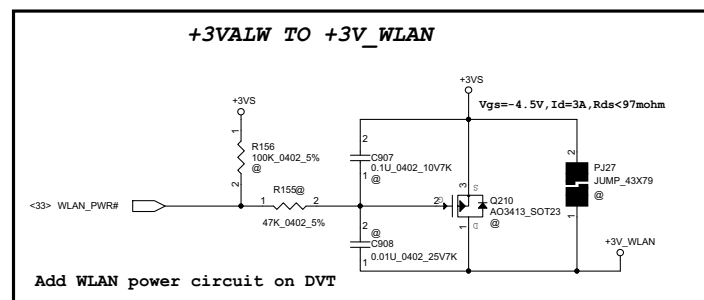 +3VALW TO +3V_WLAN
+3VS
Vgs=-4.5V,Id=3A,Rds<97mohm
+3VS
1
R156
100K_0402_5%
@
2
2
C907
0.1U_0402_10V7K
1
@
2
PJ27
JUMP_43X79
@
1
<33> WLAN_PWR#
1
R155@
2
47K_0402_5%
2
G
3
S
Q210
AO3413_SOT23
D
1
@
2
@
C908
0.01U_0402_25V7K
1
+3V_WLAN
Add WLAN power circuit on DVT